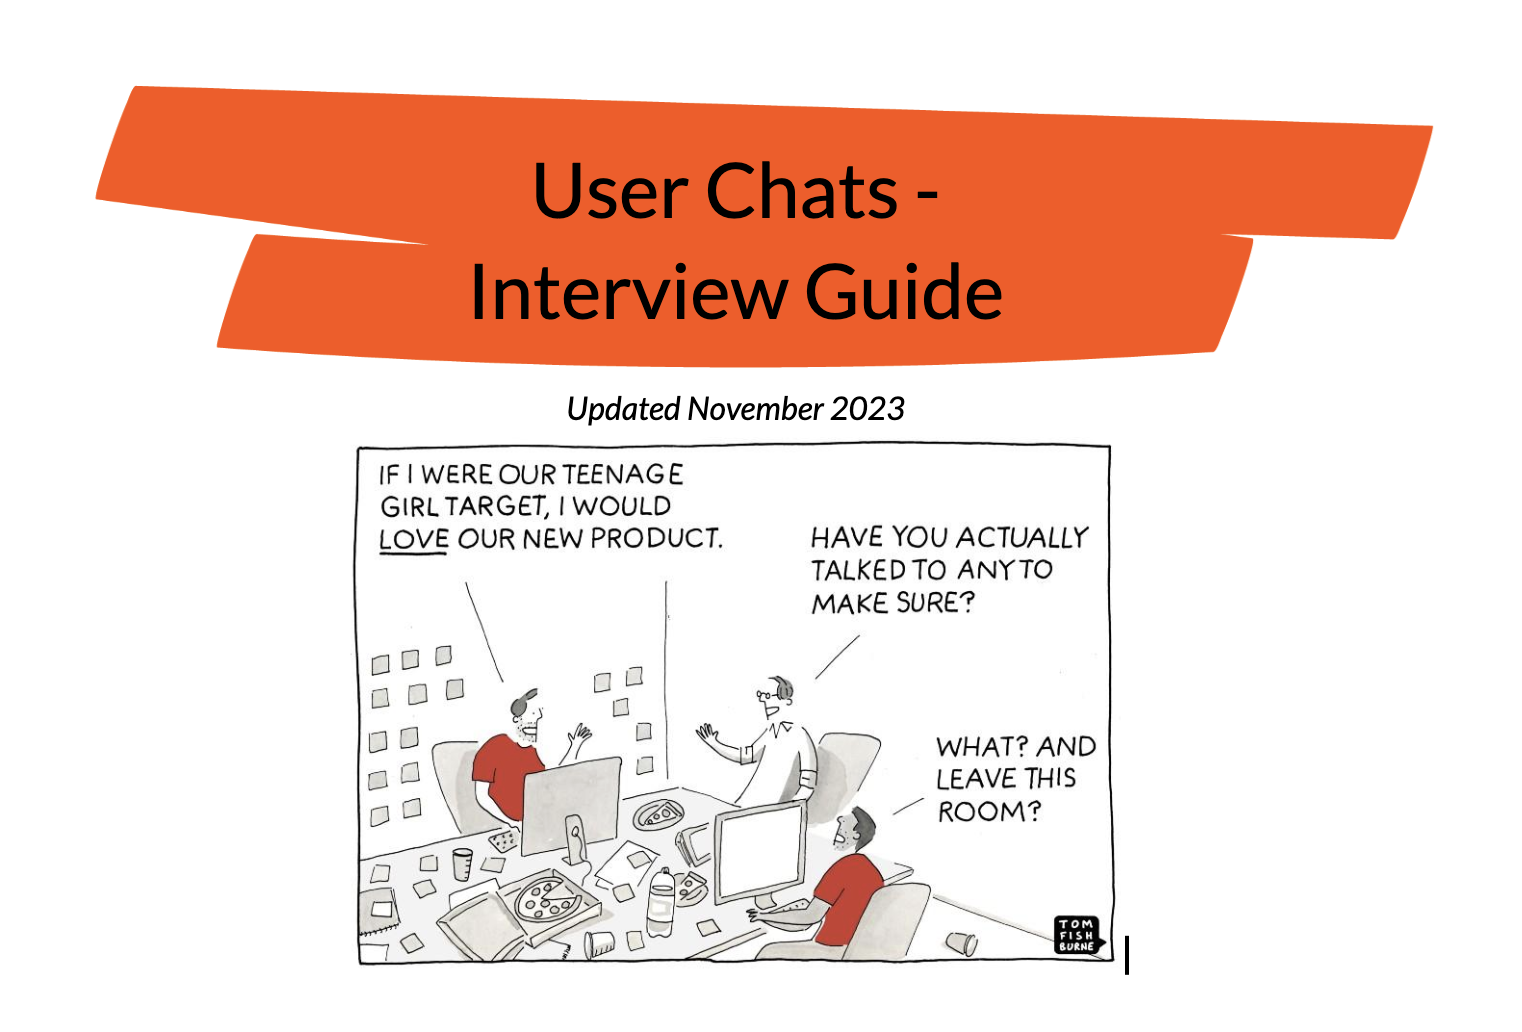 User Chats -
Interview Guide
Updated November 2023
IF I WERE OUR TEENAGE
GIRL TARGET, I WOULD
LOVE OUR NEW PRODUCT.
HAVE YOU ACTUALLY
TALKED TO ANY TO
MAKE SURE?
WHAT? AND
LEAVE THIS
ROOM?
TOM
FISH
BURNE